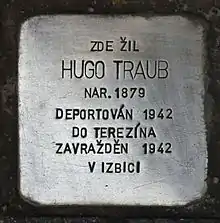 ZDE ŽIL
HUGO TRAUB
NAR. 1879
DEPORTOVÁN 1942
DO TEREZÍNA
ZAVRAŽDĚN 1942
V IZBICI